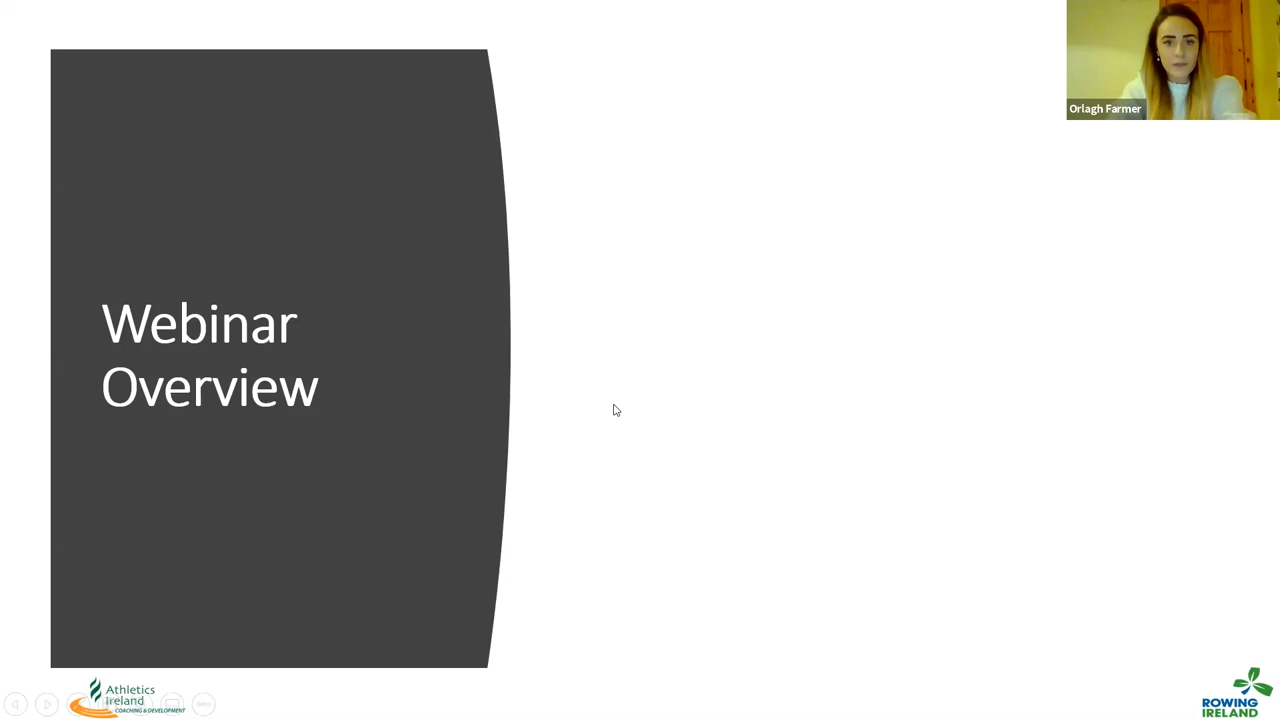 Orlagh Farmer
Webinar
Overview
Athletics
Ireland
COACHING & DEVELOPMENT
ROWING
IRELAND